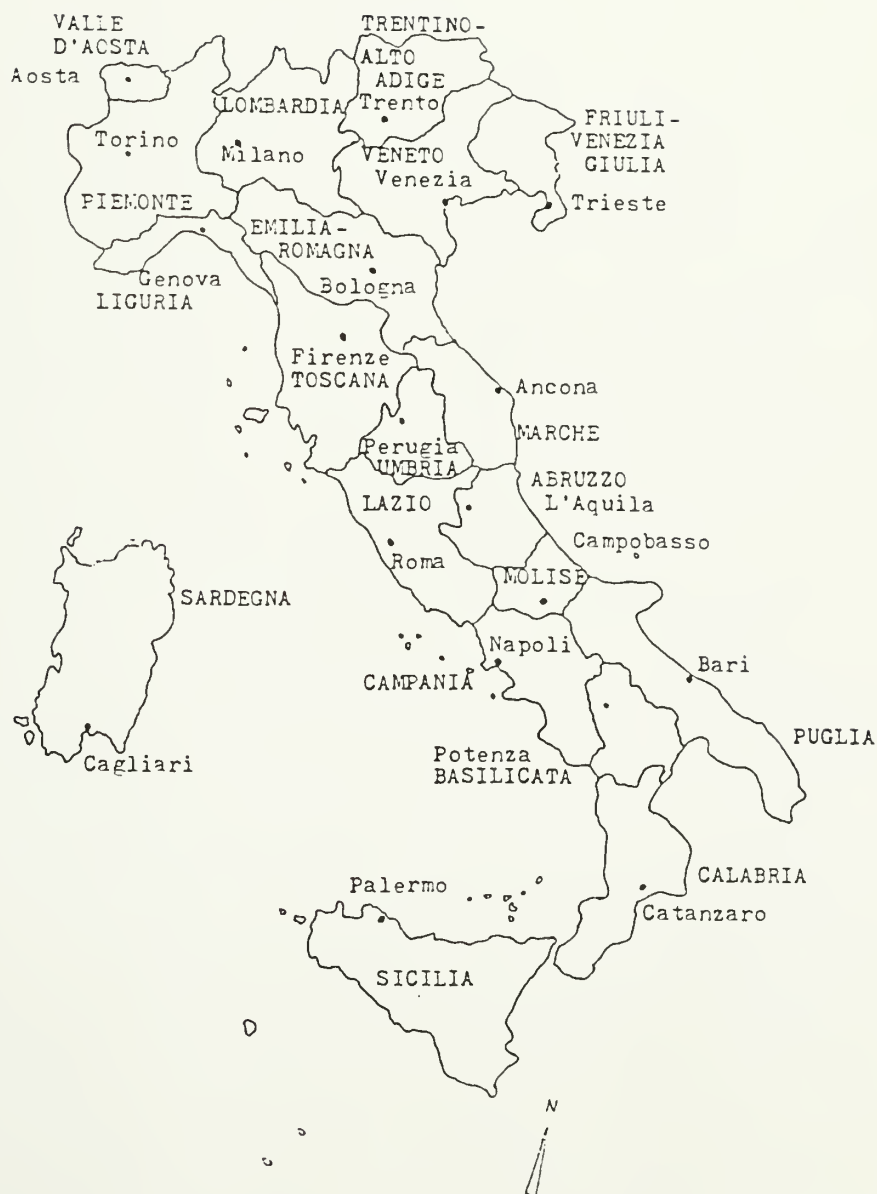 VALLE
D'AOSTA
Aosta
TRENTINO-
ALTO
ADIGE
Trento
LOMBARDIA
Milano
FRIULI-
VENEZIA
GIULIA
Trieste
Torino
PIEMONTE
VENETO
Venezia
EMILIA-
ROMAGNA
Bologna
Genova
LIGURIA
Firenze
TOSCANA
Ancona
MARCHE
Perugia
UMBRIA
ABRUZZO
L'Aquila
LAZIO
Roma
Campobasso
MOLISE
SARDEGNA
Cagliari
Napoli
CAMPANIA
Bari
PUGLIA
Potenza
BASILICATA
CALABRIA
Catanzaro
Palermo
SICILIA
N